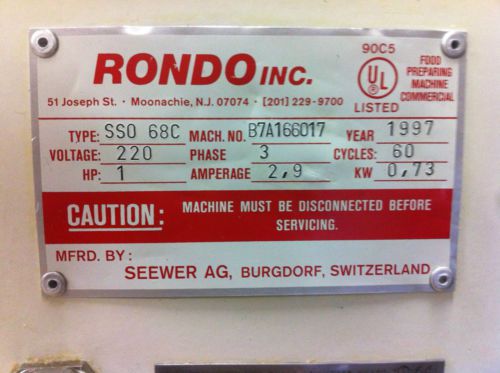 RONDO INC.
51 Joseph St. · Moonachie, N.J. 07074 · [201] 229-9700
90C5
UL
LISTED
FOOD
PREPARING
MACHINE
COMMERCIAL
TYPE: SSO 68C MACH. NO. B7A166017 YEAR 1997
VOLTAGE: 220 PHASE 3 CYCLES: 60
HP: 1 AMPERAGE 2,9 KW 0,73
CAUTION: MACHINE MUST BE DISCONNECTED BEFORE
SERVICING.
MFRD. BY:
SEEWER AG, BURGDORF, SWITZERLAND